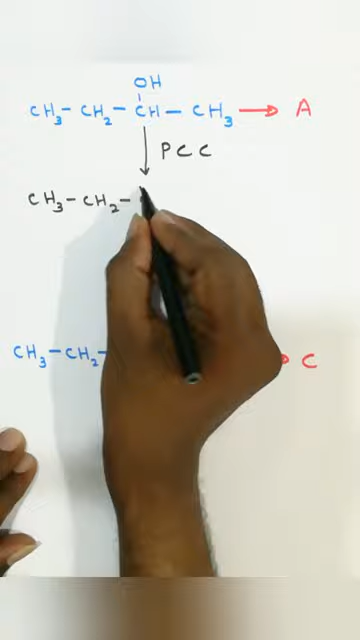 OH
CH₃ - CH₂ - CH - CH₃ → A
PCC
CH₃ - CH₂ -
CH₃ - CH₂ - C